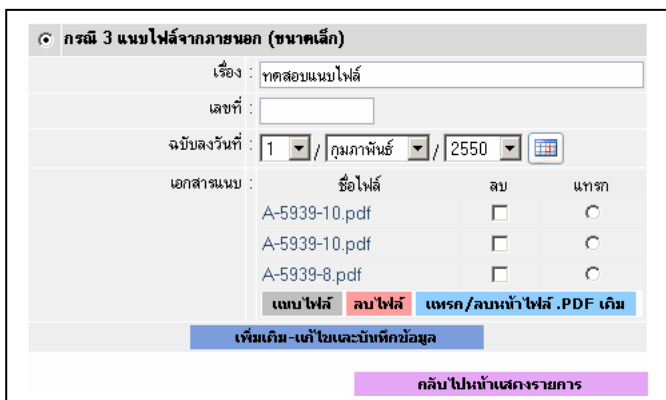 กรณี 3 แนบไฟล์จากภายนอก (ขนาดเล็ก)
เรื่อง : ทดสอบแนบไฟล์
เลขที่ :
ฉบับลงวันที่ : 1 / กุมภาพันธ์ / 2550
เอกสารแนบ : ชื่อไฟล์ ลบ แทรก
A-5939-10.pdf
A-5939-10.pdf
A-5939-8.pdf
แนบไฟล์ ลบไฟล์ แทรก/ลบหน้าไฟล์ .PDF เดิม
เพิ่มเติม-แก้ไขและบันทึกข้อมูล
กลับไปหน้าแสดงรายการ